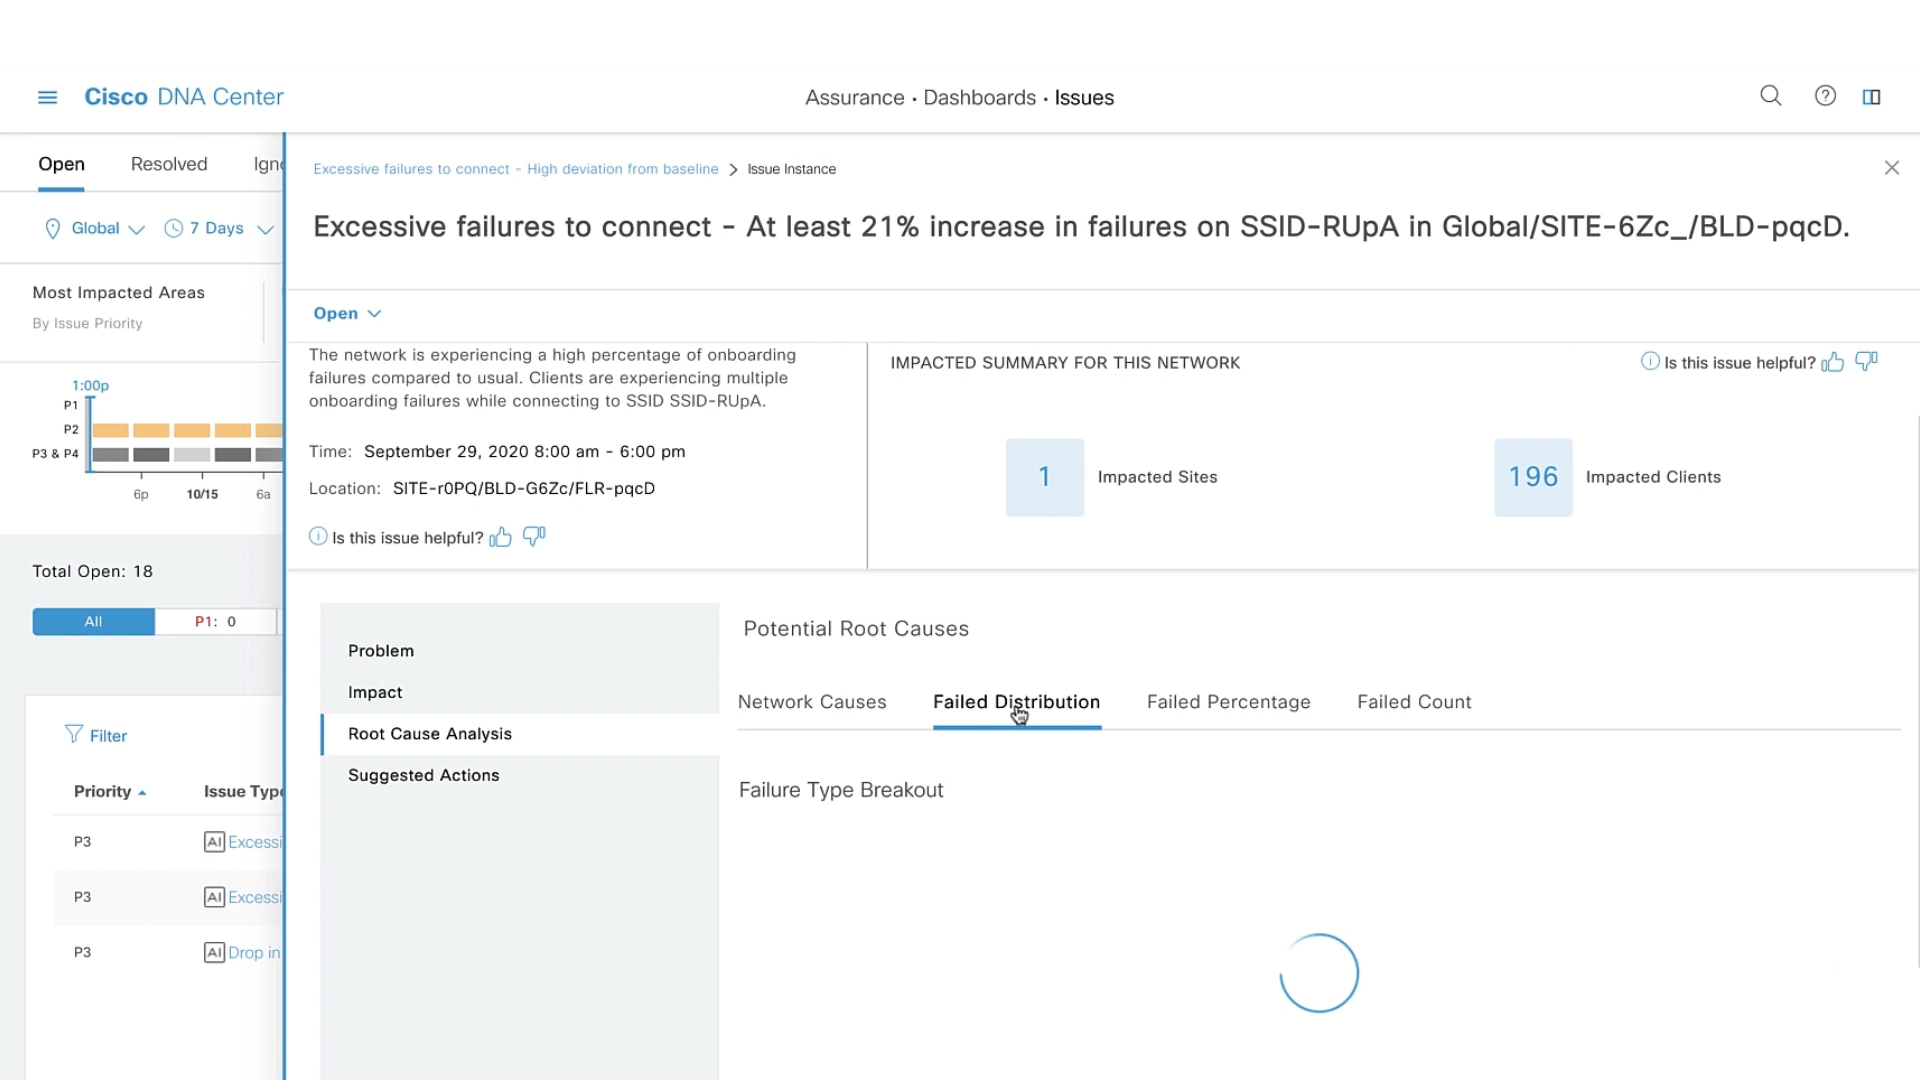 Cisco DNA Center
Assurance · Dashboards · Issues
Open Resolved Igno
Global 7 Days
Most Impacted Areas
By Issue Priority
1:00p
P1
P2
P3 & P4
6p 10/15 6a
Total Open: 18
All P1: 0
Filter
Priority Issue Type
P3 AI Excessi
P3 AI Excessi
P3 AI Drop in
Excessive failures to connect - High deviation from baseline > Issue Instance
Excessive failures to connect - At least 21% increase in failures on SSID-RUpA in Global/SITE-6Zc_/BLD-pqcD.
Open
The network is experiencing a high percentage of onboarding
failures compared to usual. Clients are experiencing multiple
onboarding failures while connecting to SSID SSID-RUpA.
Time: September 29, 2020 8:00 am - 6:00 pm
Location: SITE-r0PQ/BLD-G6Zc/FLR-pqcD
Is this issue helpful?
IMPACTED SUMMARY FOR THIS NETWORK
Is this issue helpful?
1 Impacted Sites
196 Impacted Clients
Problem
Impact
Root Cause Analysis
Suggested Actions
Potential Root Causes
Network Causes Failed Distribution Failed Percentage Failed Count
Failure Type Breakout